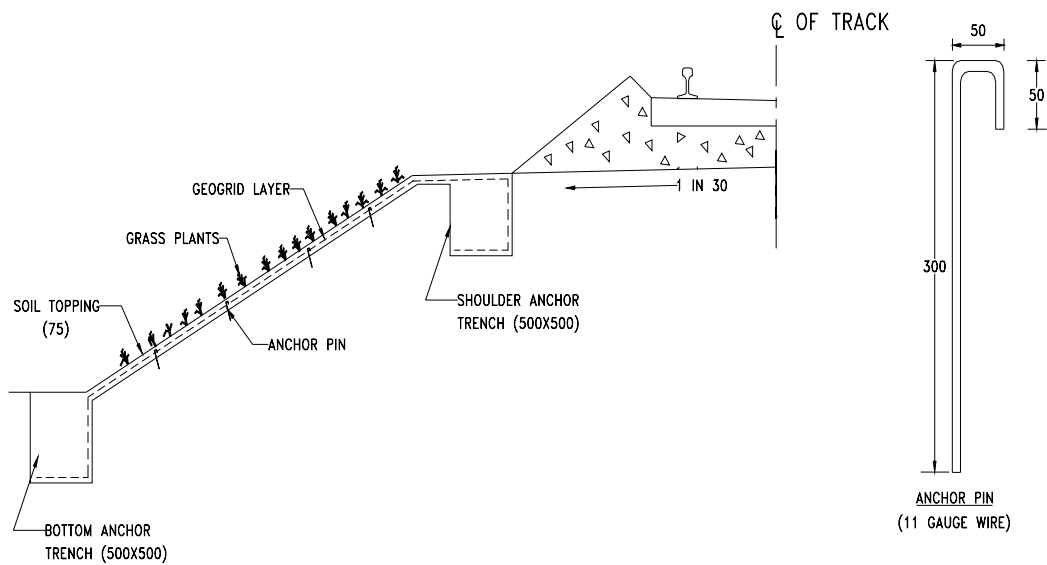 ℄ OF TRACK
50
50
GEOGRID LAYER
1 IN 30
GRASS PLANTS
300
SOIL TOPPING
(75)
SHOULDER ANCHOR
TRENCH (500X500)
ANCHOR PIN
ANCHOR PIN
(11 GAUGE WIRE)
BOTTOM ANCHOR
TRENCH (500X500)